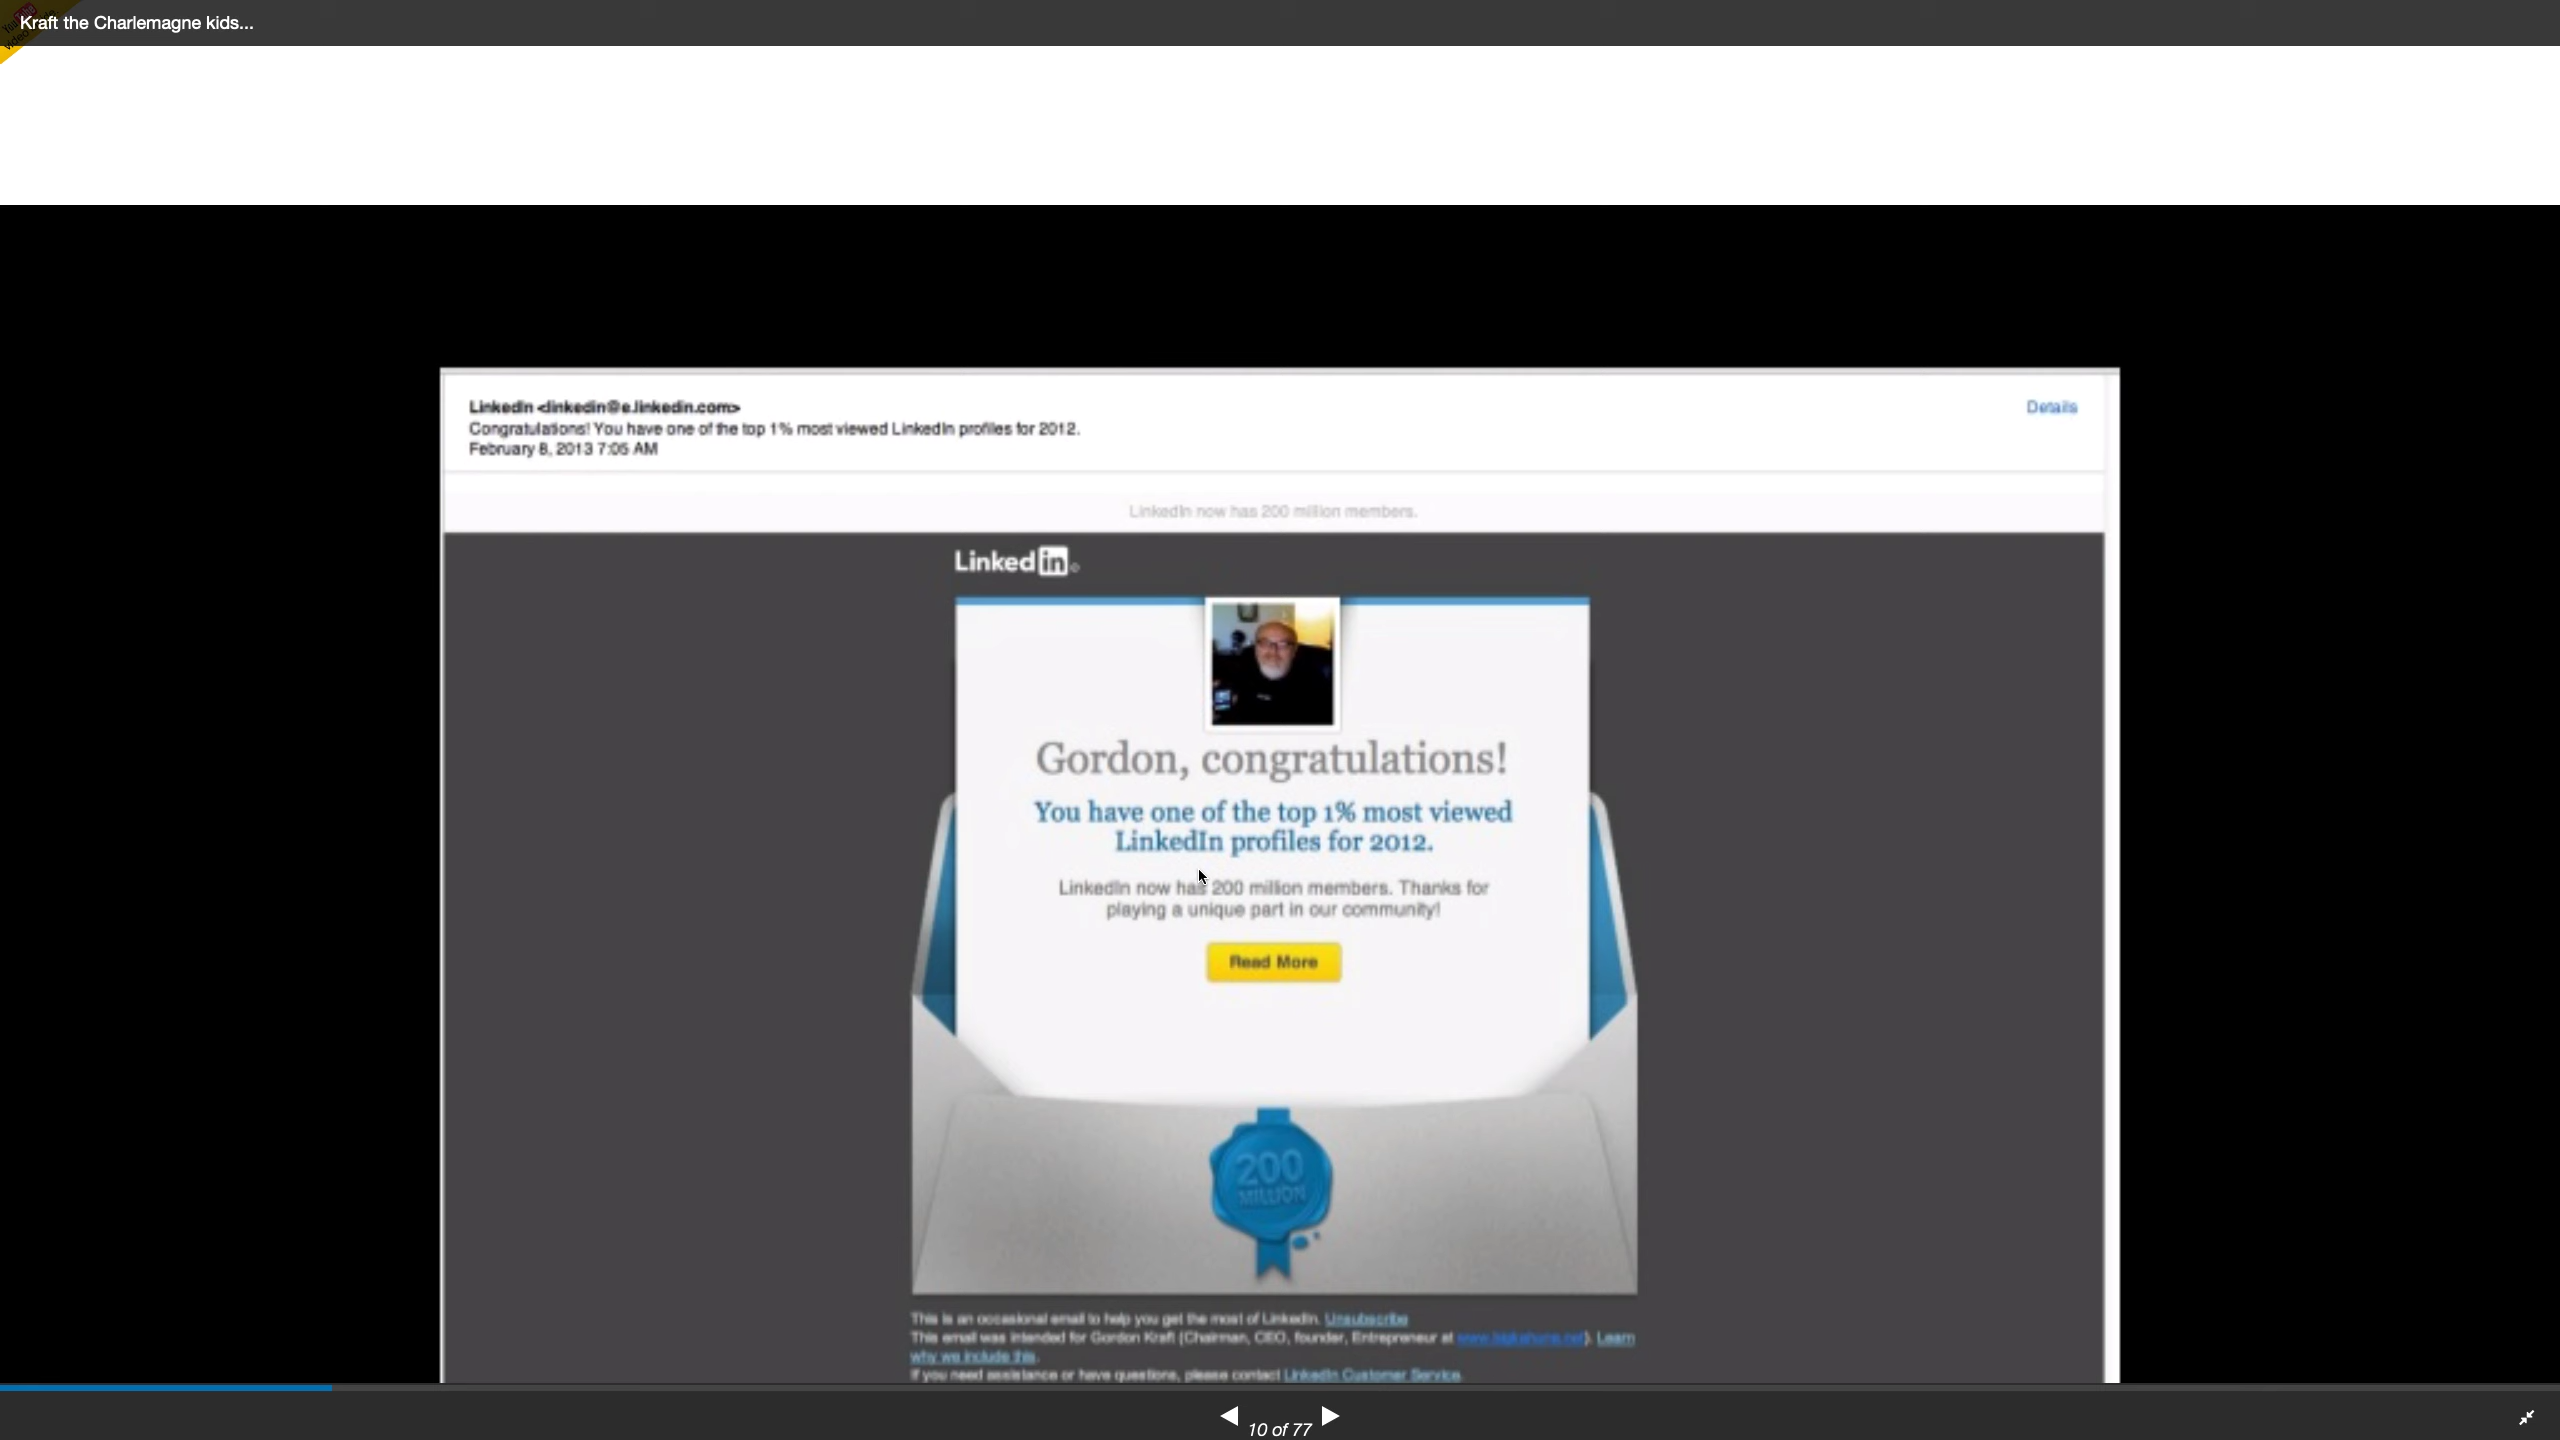 Kraft the Charlemagne kids...
LinkedIn <linkedin@e.linkedin.com>
Details
Congratulations! You have one of the top 1% most viewed LinkedIn profiles for 2012.
February 8, 2013 7:05 AM
LinkedIn now has 200 million members.
Linked in
Gordon, congratulations!
You have one of the top 1% most viewed
LinkedIn profiles for 2012.
LinkedIn now has 200 million members. Thanks for
playing a unique part in our community!
Read More
200
MILLION
This is an occasional email to help you get the most of LinkedIn. Unsubscribe
This email was intended for Gordon Kraft (Chairman, CEO, founder, Entrepreneur at ). Learn
why we include this.
If you need assistance or have questions, please contact LinkedIn Customer Service.
10 of 77